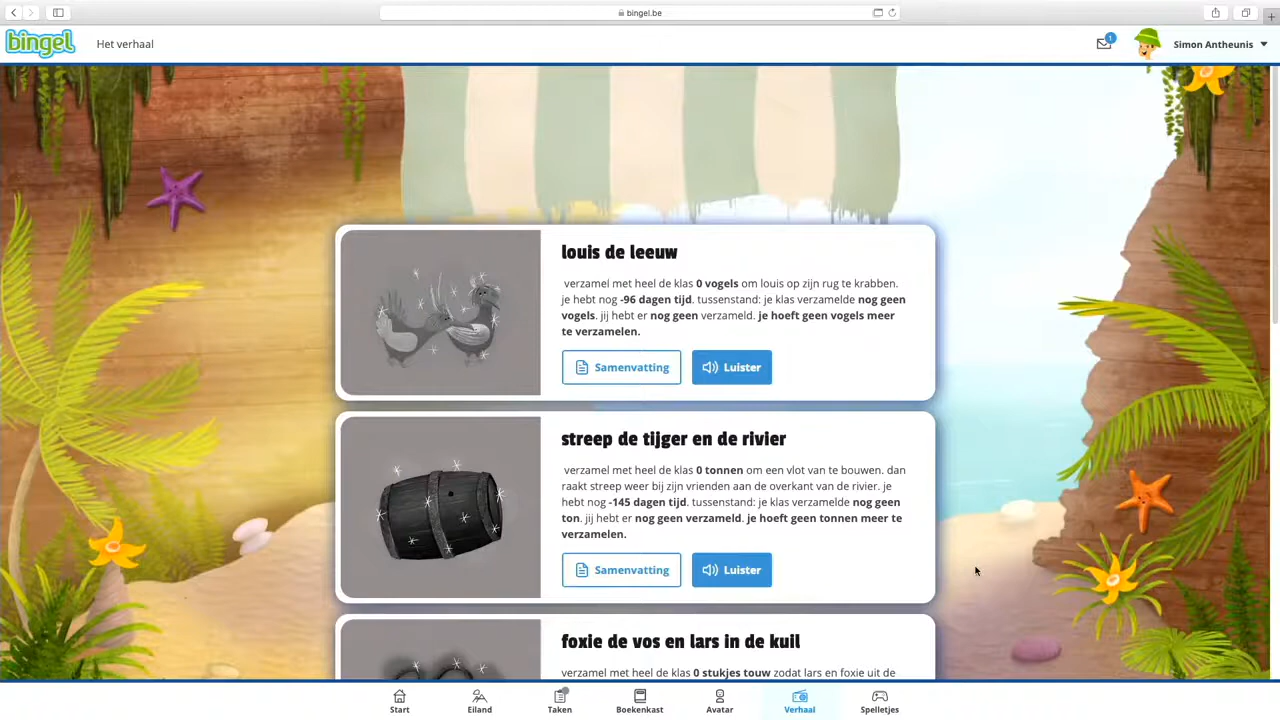 bingel.be
bingel
Het verhaal
1
Simon Antheunis
louis de leeuw
verzamel met heel de klas 0 vogels om louis op zijn rug te krabben.
je hebt nog -96 dagen tijd. tussenstand: je klas verzamelde nog geen
vogels. jij hebt er nog geen verzameld. je hoeft geen vogels meer
te verzamelen.
Samenvatting
Luister
streep de tijger en de rivier
verzamel met heel de klas 0 tonnen om een vlot van te bouwen. dan
raakt streep weer bij zijn vrienden aan de overkant van de rivier. je
hebt nog -145 dagen tijd. tussenstand: je klas verzamelde nog geen
ton. jij hebt er nog geen verzameld. je hoeft geen tonnen meer te
verzamelen.
Samenvatting
Luister
foxie de vos en lars in de kuil
verzamel met heel de klas 0 stukjes touw zodat lars en foxie uit de
Start
Eiland
Taken
Boekenkast
Avatar
Verhaal
Spelletjes